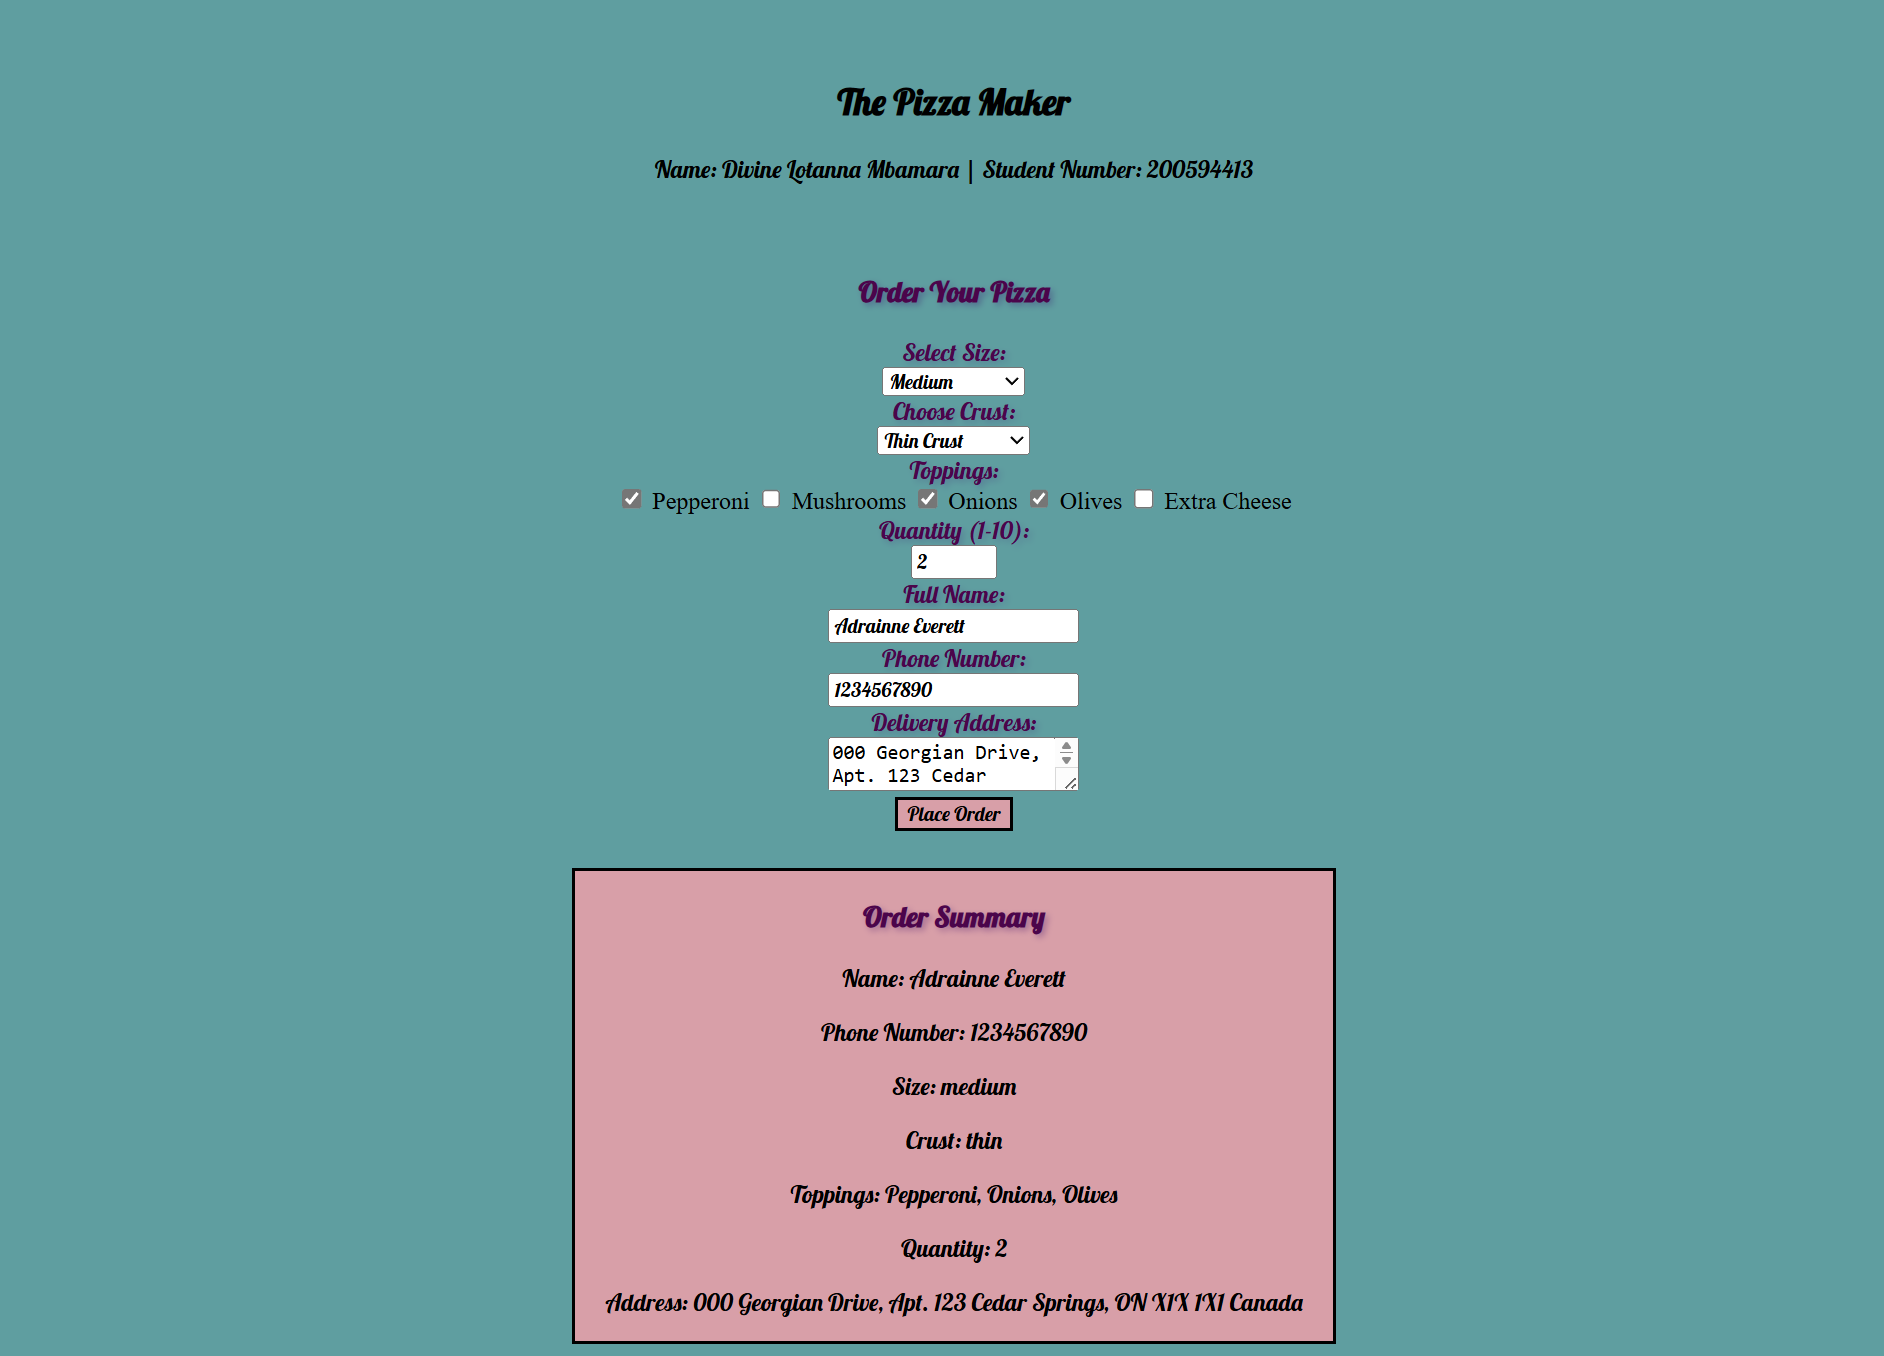 The Pizza Maker
Name: Divine Lotanna Mbamara | Student Number: 200594413
Order Your Pizza
Select Size:
Medium
Choose Crust:
Thin Crust
Toppings:
Pepperoni Mushrooms Onions Olives Extra Cheese
Quantity (1-10):
2
Full Name:
Adrainne Everett
Phone Number:
1234567890
Delivery Address:
000 Georgian Drive,
Apt. 123 Cedar
Place Order
Order Summary
Name: Adrainne Everett
Phone Number: 1234567890
Size: medium
Crust: thin
Toppings: Pepperoni, Onions, Olives
Quantity: 2
Address: 000 Georgian Drive, Apt. 123 Cedar Springs, ON X1X 1X1 Canada